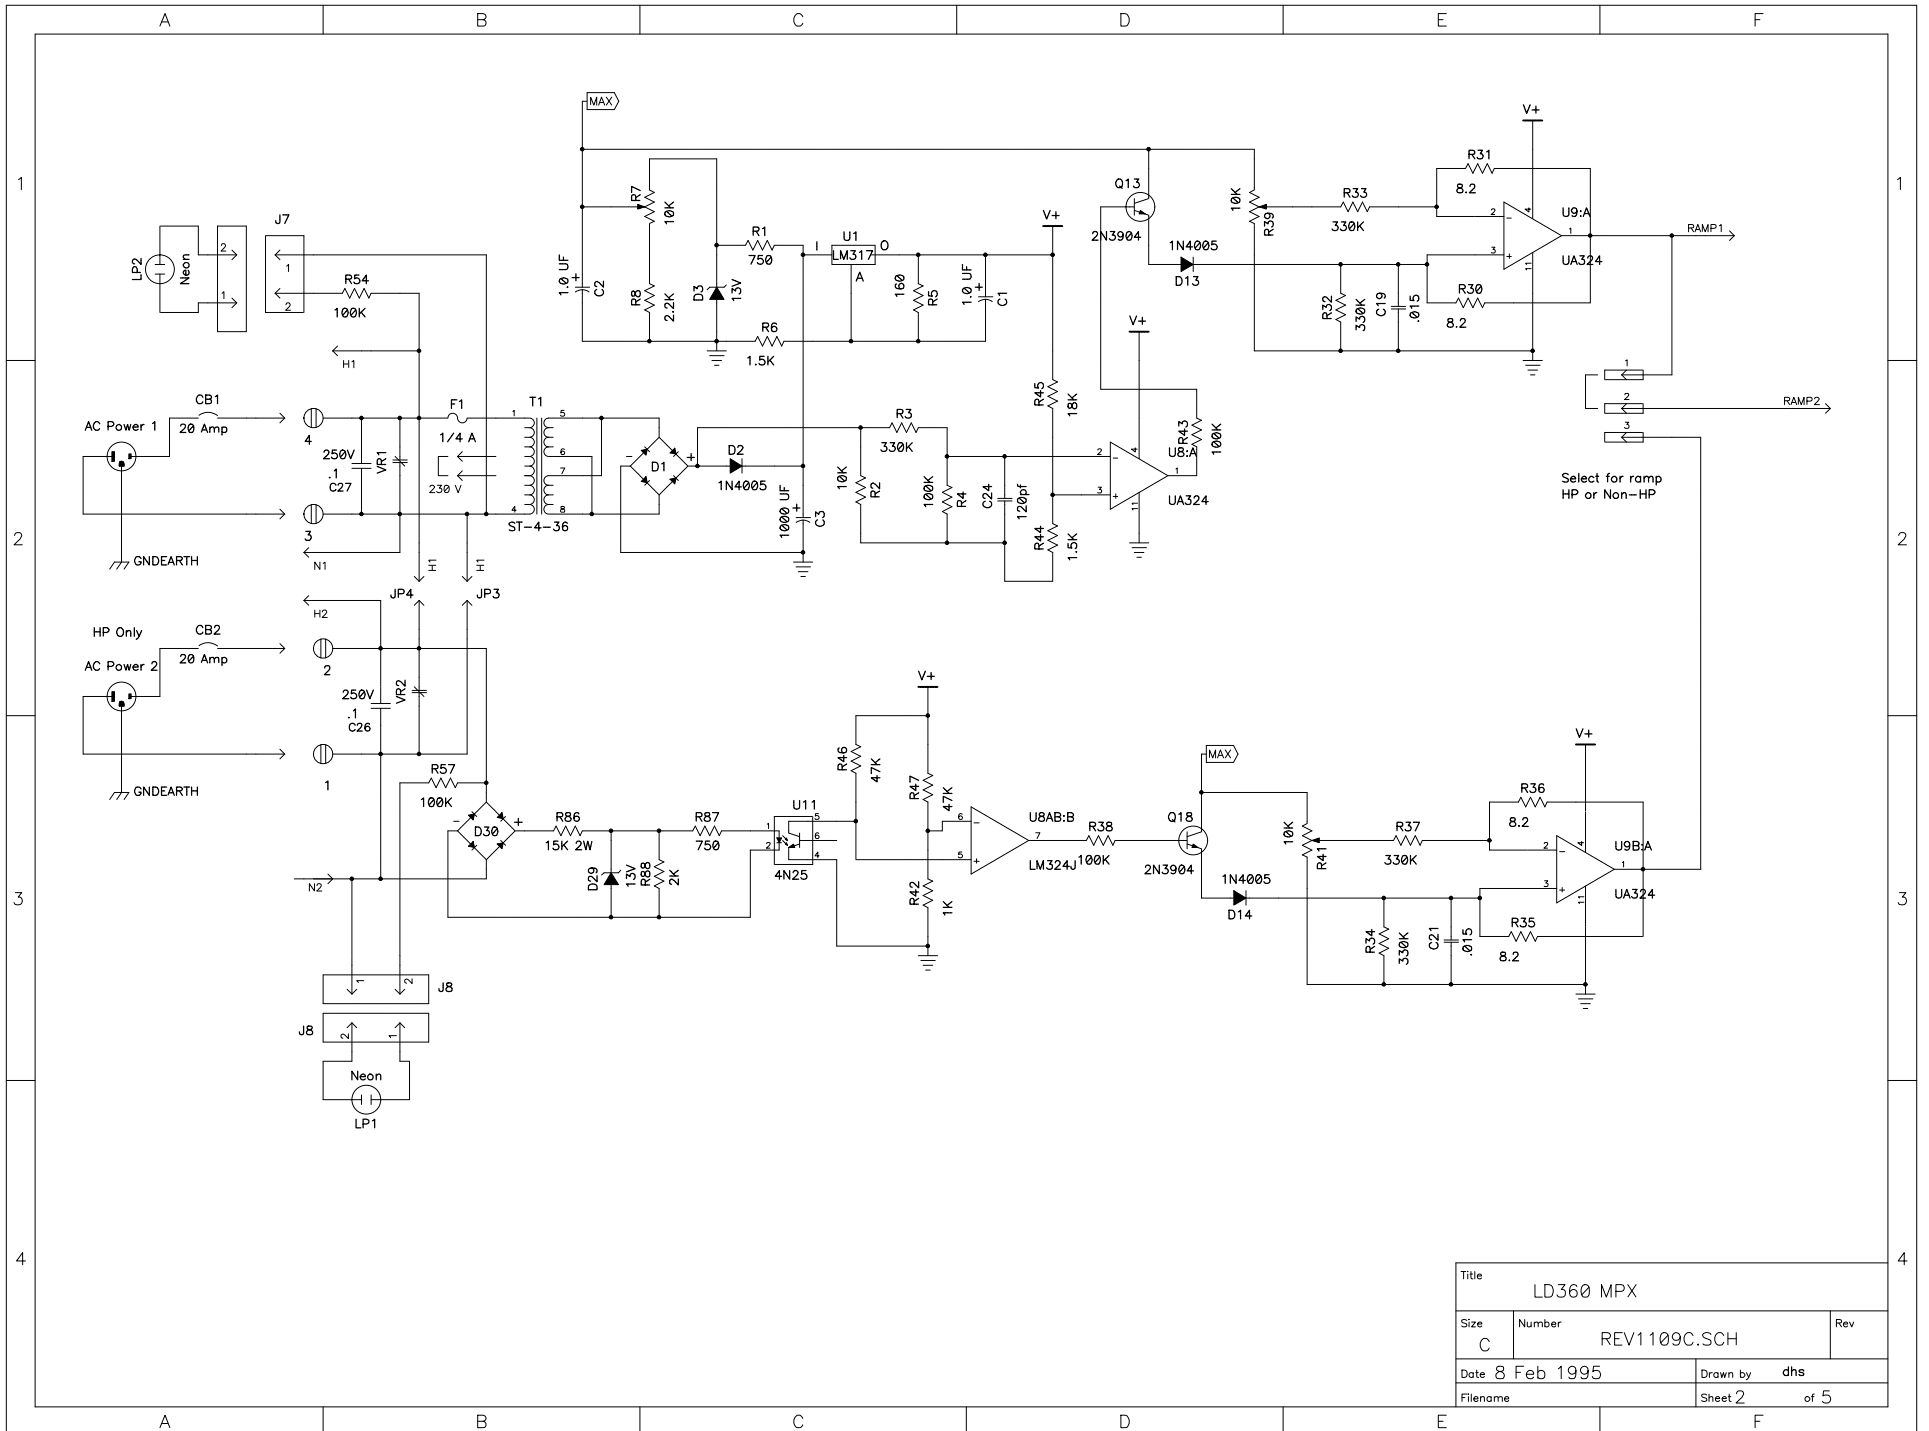 A B C D E F
MAX
V+
1
1
R31
8.2
Q13
2N3904
R7
10K
10K
R39
R33
330K
2
-
4
U9:A
1
RAMP1
3
+
11
UA324
J7
V+
R1
750
U1
I
LM317
O
A
1N4005
D13
LP2
Neon
2
1
1
2
R54
100K
1.0 UF
+
C2
R8
2.2K
D3
13V
160
R5
1.0 UF
+
C1
R32
330K
C19
.015
R30
8.2
R6
1.5K
V+
H1
CB1
20 Amp
AC Power 1
4
F1
1/4 A
T1
1
5
6
7
4
8
ST-4-36
230 V
250V
.1
C27
VR1
-
D1
+
D2
1N4005
R3
330K
R45
18K
R43
100K
1
2
3
RAMP2
Select for ramp
HP or Non-HP
2
-
4
U8:A
1
3
+
11
UA324
10K
R2
100K
R4
C24
120pf
R44
1.5K
1000 UF
+
C3
2
2
3
N1
GNDEARTH
H1
H1
JP4
JP3
H2
HP Only
AC Power 2
CB2
20 Amp
2
250V
.1
C26
VR2
1
GNDEARTH
V+
R46
47K
R47
47K
MAX
V+
R57
100K
-
D30
+
R86
15K 2W
R87
750
U11
1
2
5
6
4
4N25
6
-
5
+
U8AB:B
7
LM324J
R38
100K
Q18
2N3904
10K
R41
R37
330K
R36
8.2
2
-
4
U9B:A
1
3
+
11
UA324
N2
D29
13V
R88
2K
R42
1K
1N4005
D14
R34
330K
C21
.015
R35
8.2
3
3
1
2
J8
J8
2
1
Neon
LP1
4
4
Title
LD360 MPX
Size
C
Number
REV1109C.SCH
Rev
Date 8 Feb 1995
Drawn by dhs
Filename
Sheet 2 of 5
A B C D E F